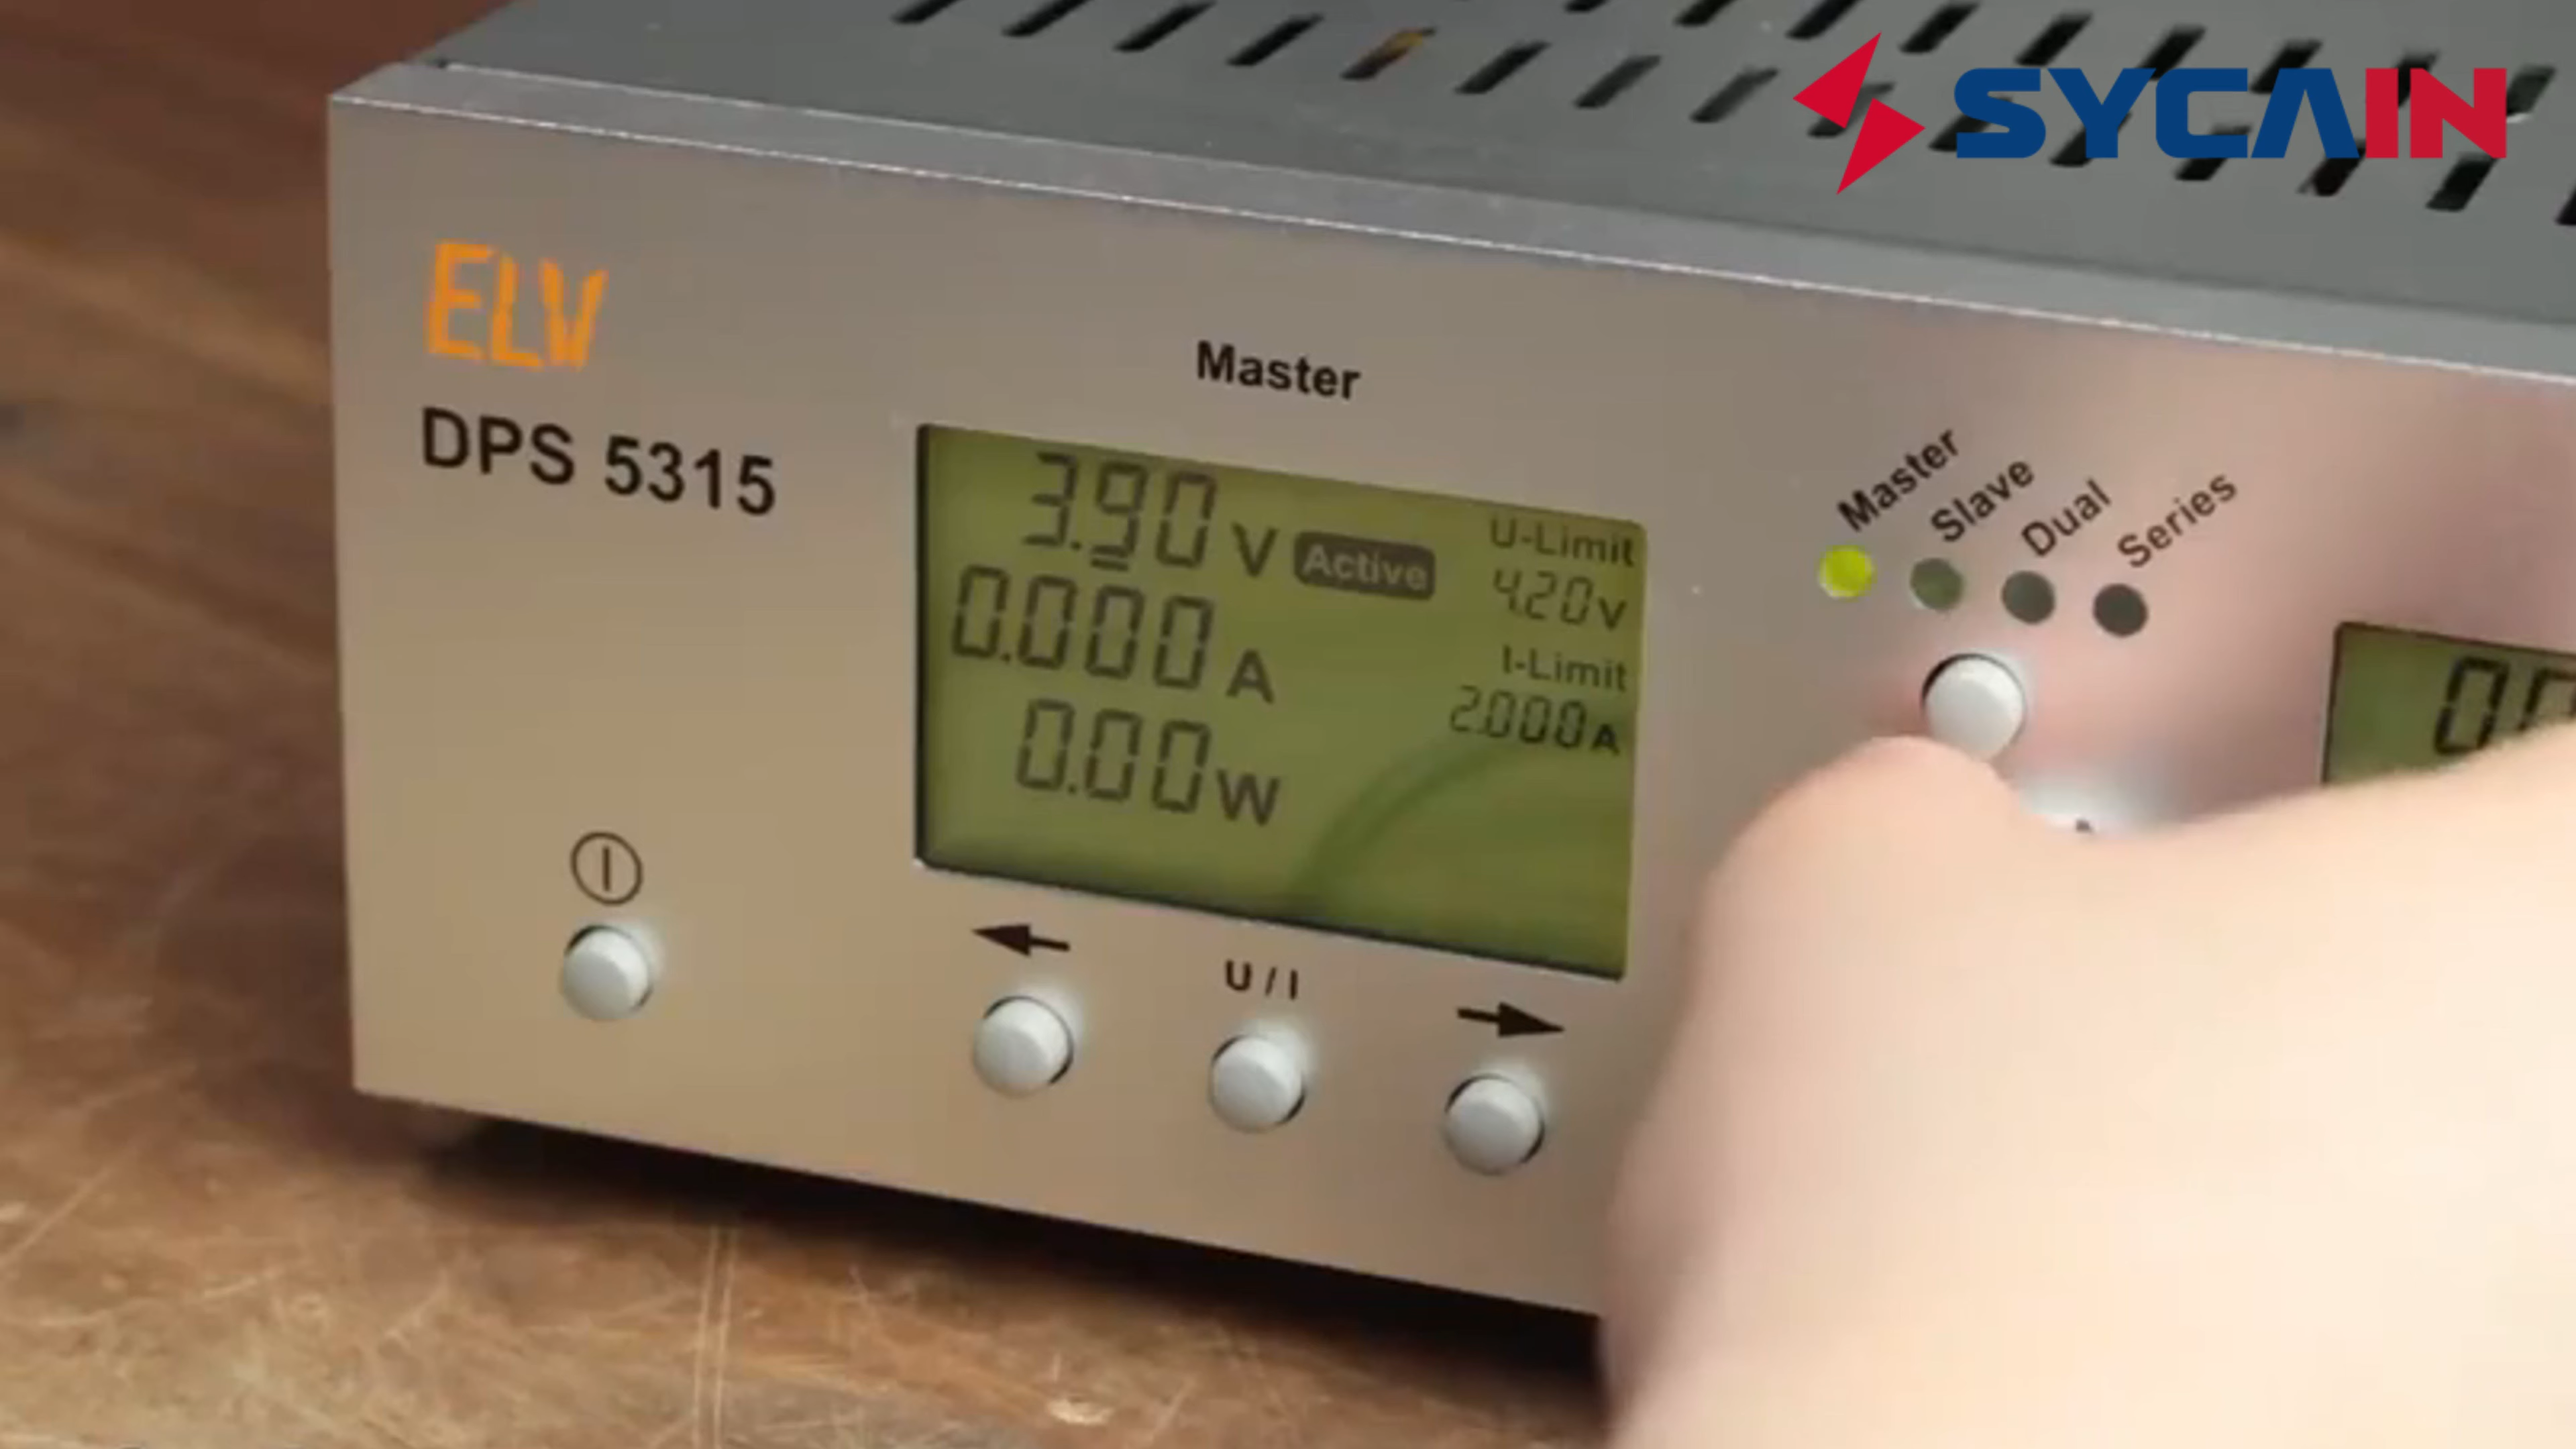 SYCAIN
ELV
DPS 5315
Master
3.90 V Active
0.000 A
0.00 W
U-Limit
4.20 V
I-Limit
2.000 A
U / I
Master
Slave
Dual
Series